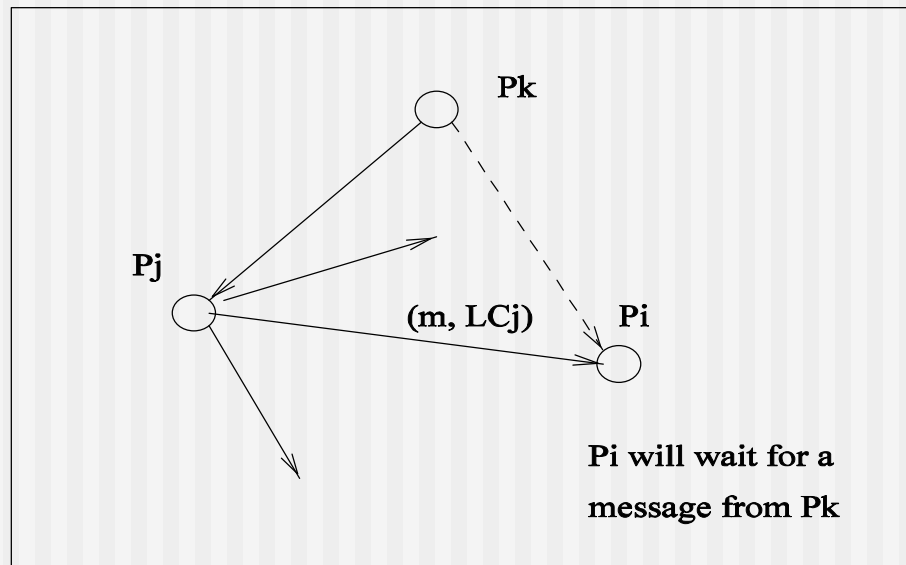 Pk
Pj
(m, LCj)
Pi
Pi will wait for a
message from Pk